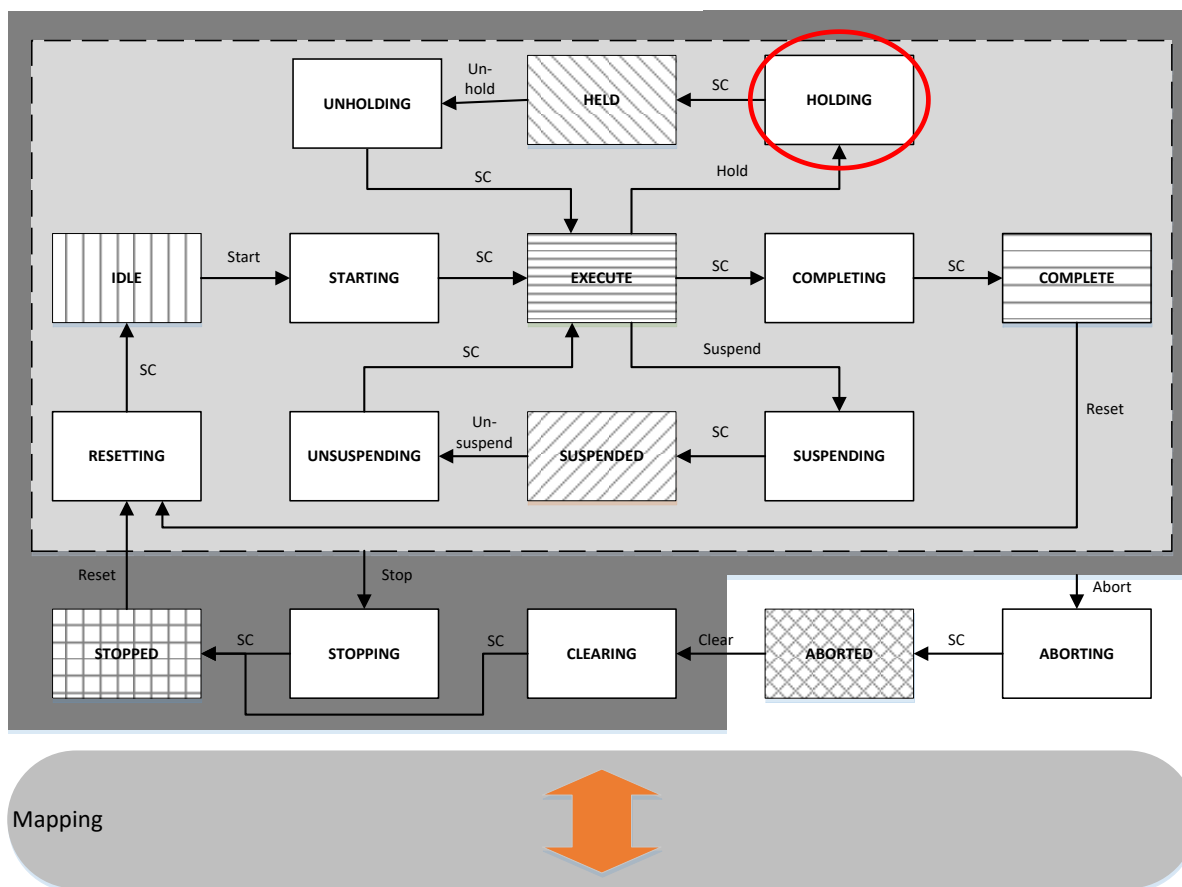 Un-
hold
SC
UNHOLDING
HELD
HOLDING
SC
Hold
Start
SC
SC
SC
IDLE
STARTING
EXECUTE
COMPLETING
COMPLETE
SC
SC
Suspend
Reset
Un-
suspend
SC
RESETTING
UNSUSPENDING
SUSPENDED
SUSPENDING
Reset
Stop
Abort
SC
SC
Clear
SC
STOPPED
STOPPING
CLEARING
ABORTED
ABORTING
Mapping